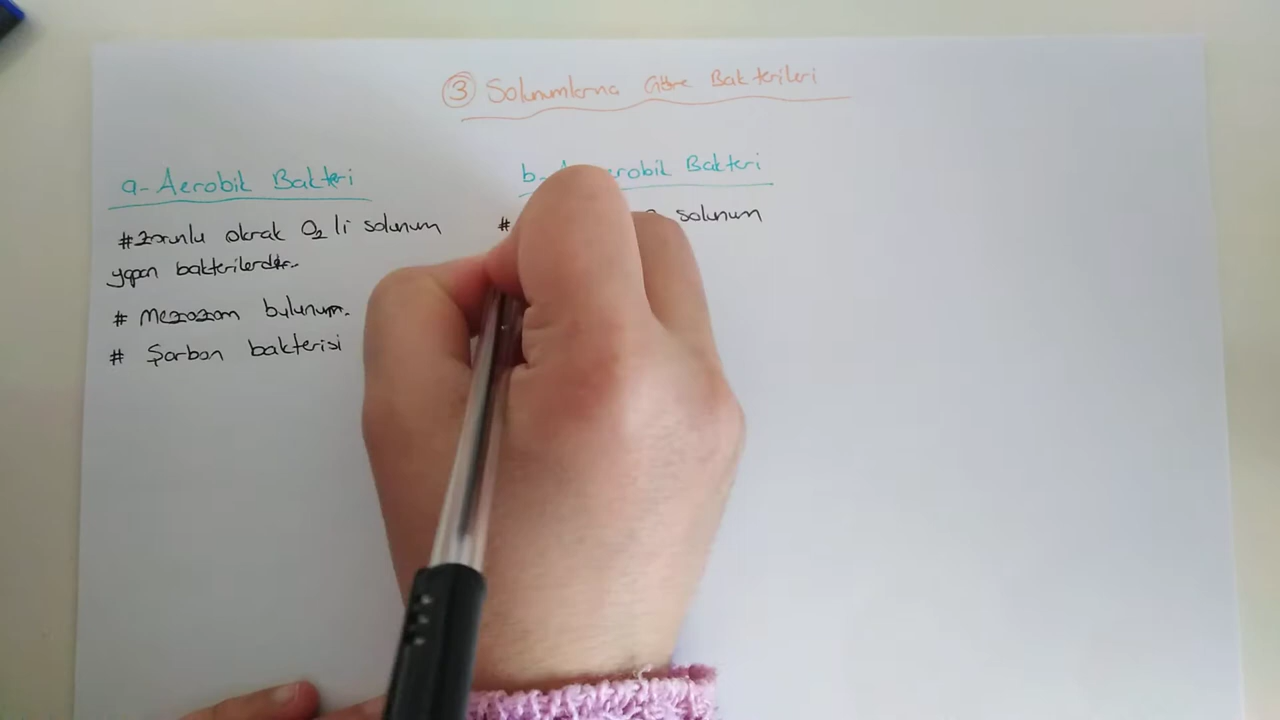 3 Solunumlarına Göre Bakterileri
a- Aerobik Bakteri
# Zorunlu olarak O2 li solunum
yapan bakterilerdir.
# Mezozom bulunur.
# Şarbon bakterisi
b- robik Bakteri
# solunum